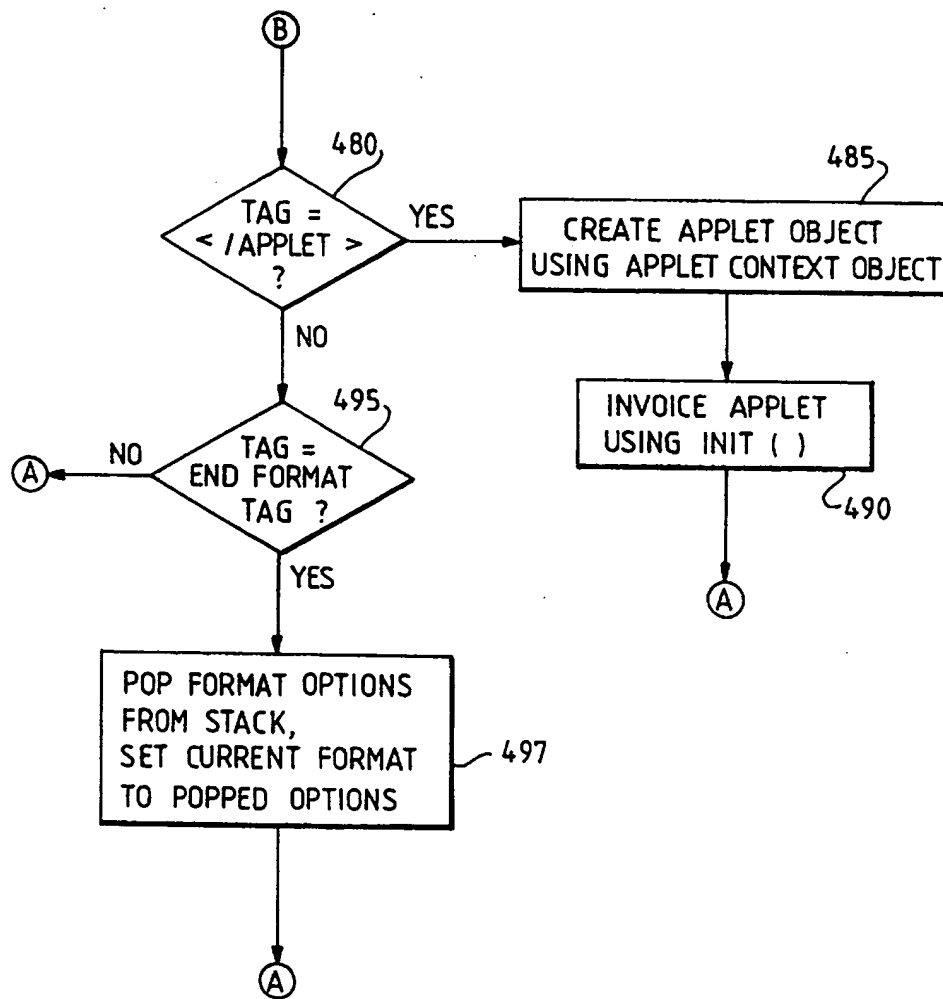 B
480
TAG =
< /APPLET >
?
YES
NO
485
CREATE APPLET OBJECT
USING APPLET CONTEXT OBJECT
INVOICE APPLET
USING INIT ( )
490
A
495
TAG =
END FORMAT
TAG ?
NO
A
YES
POP FORMAT OPTIONS
FROM STACK,
SET CURRENT FORMAT
TO POPPED OPTIONS
497
A